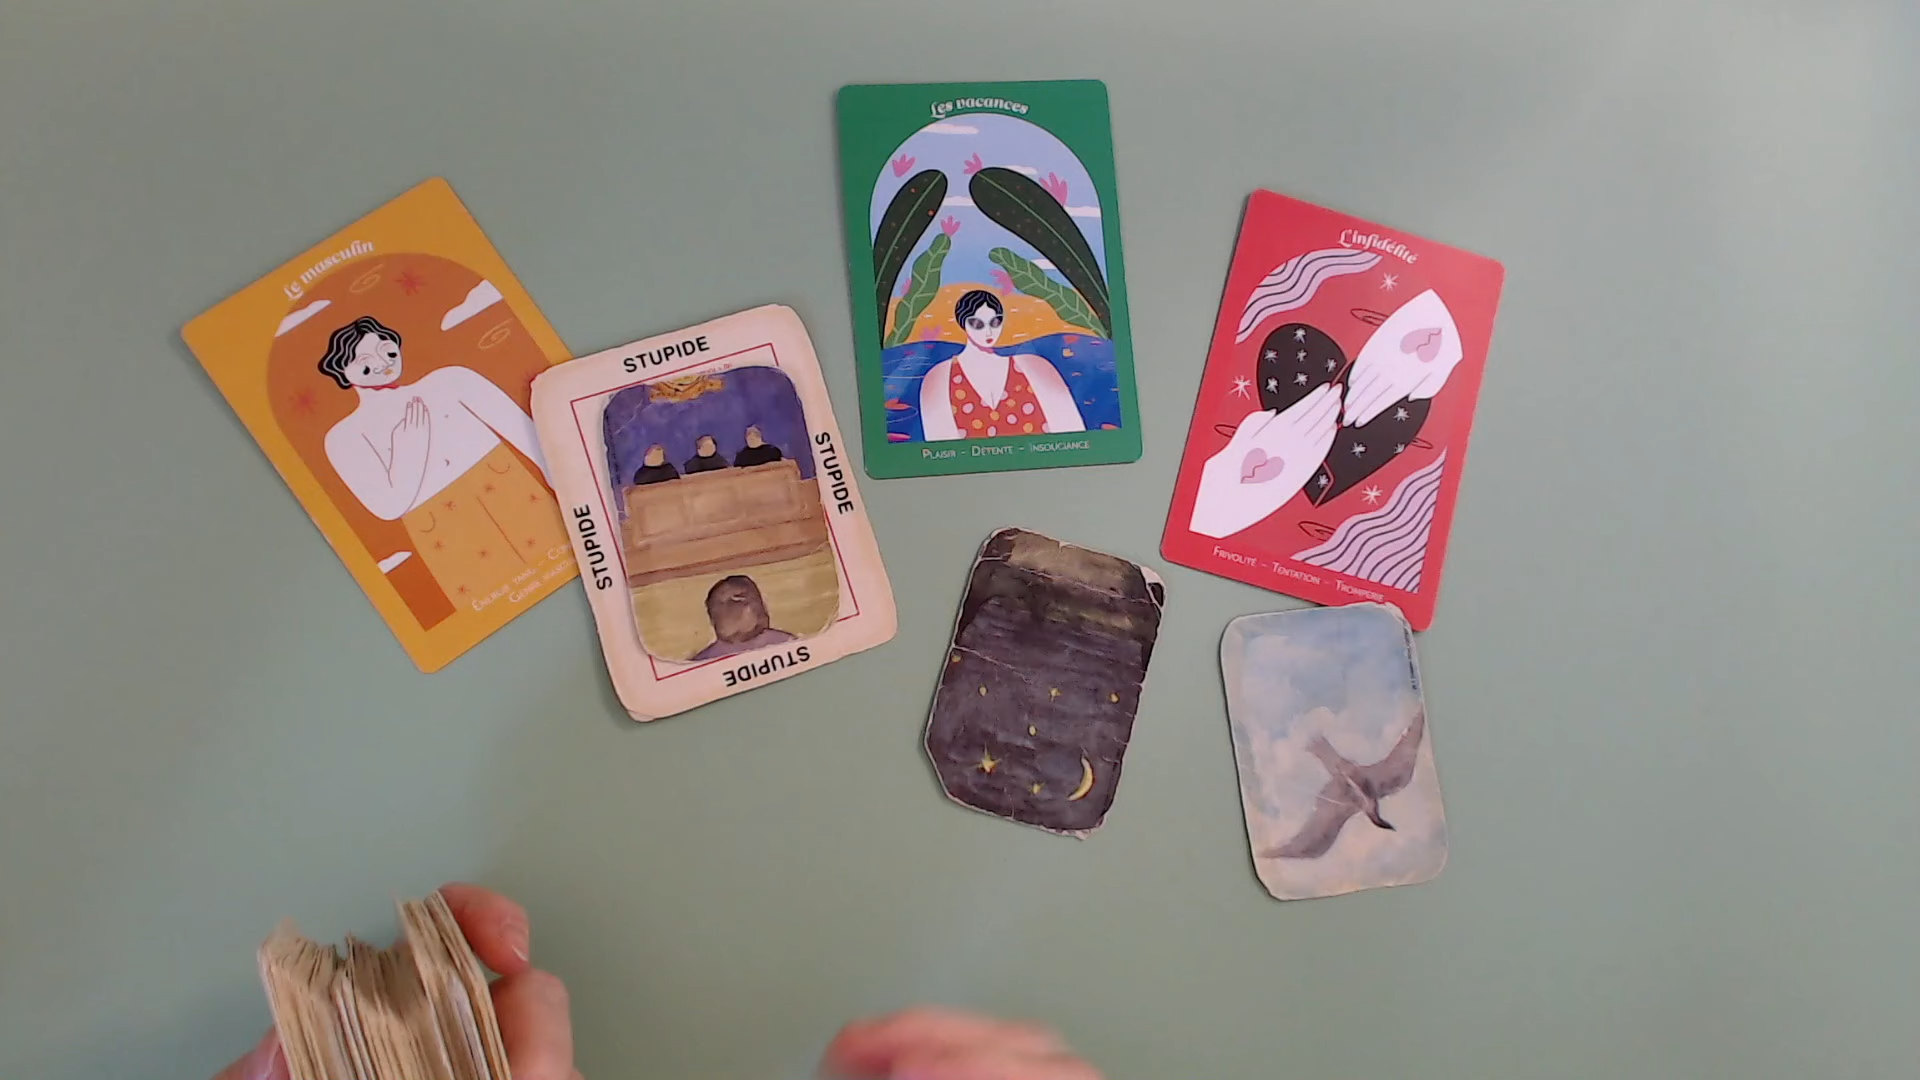 Le masculin
STUPIDE
STUPIDE
STUPIDE
STUPIDE
Les vacances
PLAISIR - DÉTENTE - INSOUCIANCE
L'infidélité
FRIVOLITÉ - TENTATION - TROMPERIE